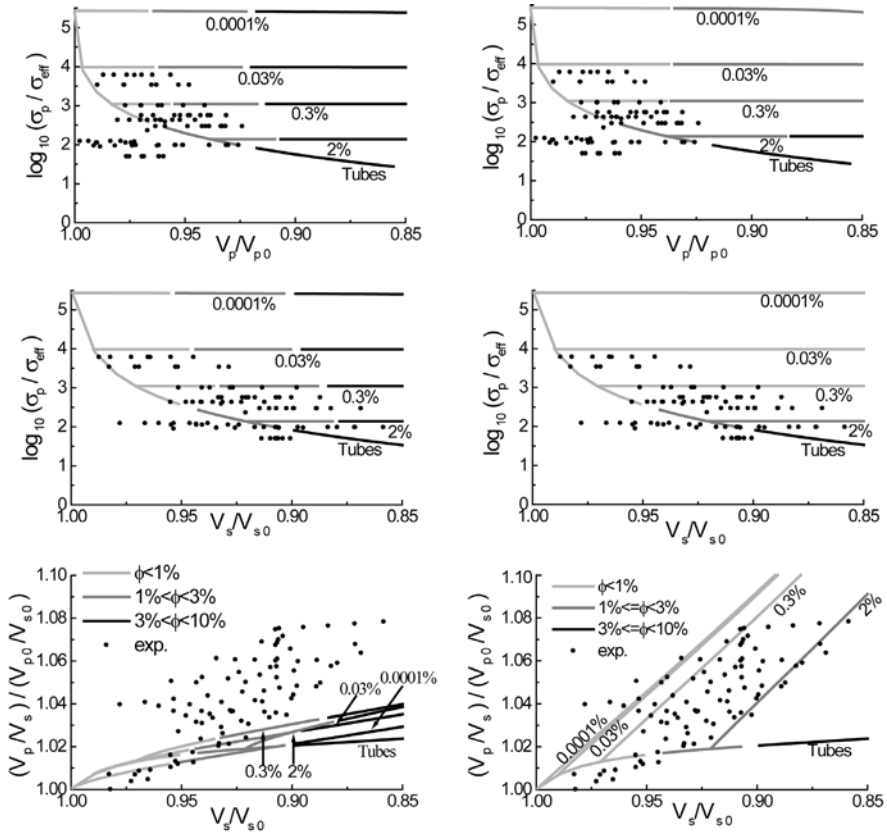 5
4
3
2
1
0
log10 (σp / σeff)
0.0001%
0.03%
0.3%
2%
Tubes
1.00 0.95 0.90 0.85
Vp/Vp0
5
4
3
2
1
0
log10 (σp / σeff)
0.0001%
0.03%
0.3%
2%
Tubes
1.00 0.95 0.90 0.85
Vp/Vp0
5
4
3
2
1
0
log10 (σp / σeff)
0.0001%
0.03%
0.3%
2%
Tubes
1.00 0.95 0.90 0.85
Vs/Vs0
5
4
3
2
1
0
log10 (σp / σeff)
0.0001%
0.03%
0.3%
2%
Tubes
1.00 0.95 0.90 0.85
Vs/Vs0
1.10
1.08
1.06
1.04
1.02
1.00
(Vp/Vs) / (Vp0/Vs0)
ϕ<1%
1%<ϕ<3%
3%<ϕ<10%
exp.
0.0001%
0.03%
Tubes
0.3% 2%
1.00 0.95 0.90 0.85
Vs/Vs0
1.10
1.08
1.06
1.04
1.02
1.00
(Vp/Vs) / (Vp0/Vs0)
ϕ<1%
1%<=ϕ<3%
3%<=ϕ<10%
exp.
0.3%
2%
0.0001%
0.03%
Tubes
1.00 0.95 0.90 0.85
Vs/Vs0